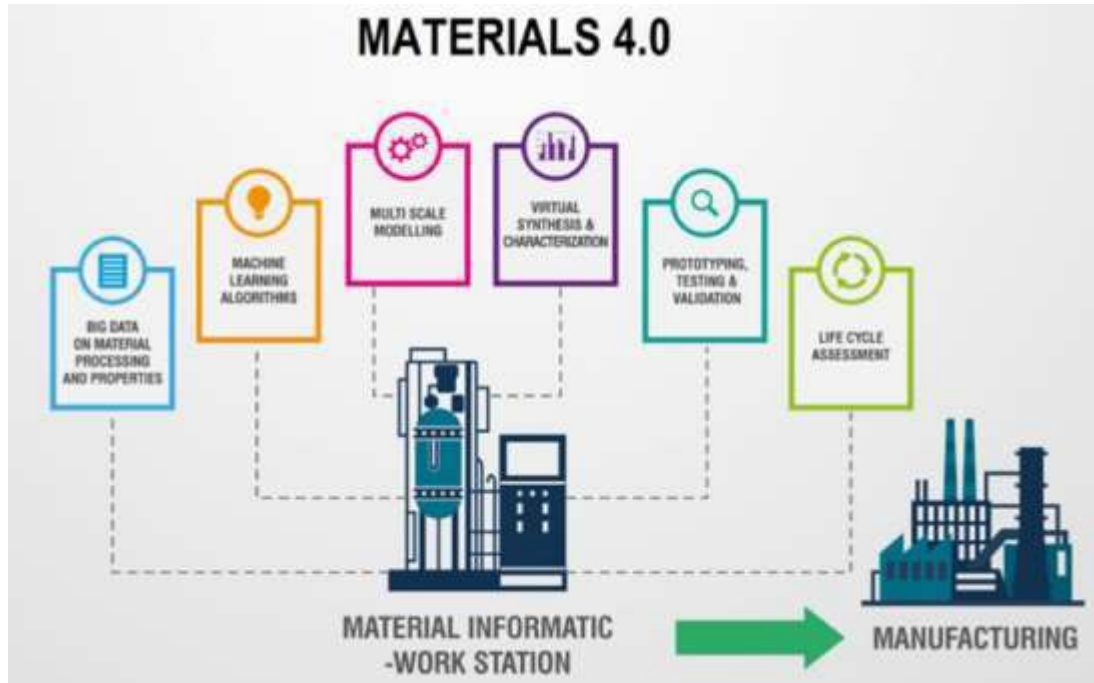 MATERIALS 4.0
BIG DATA
ON MATERIAL
PROCESSING
AND PROPERTIES
MACHINE
LEARNING
ALGORITHMS
MULTI SCALE
MODELLING
VIRTUAL
SYNTHESIS &
CHARACTERIZATION
PROTOTYPING,
TESTING &
VALIDATION
LIFE CYCLE
ASSESSMENT
MATERIAL INFORMATIC
-WORK STATION
MANUFACTURING